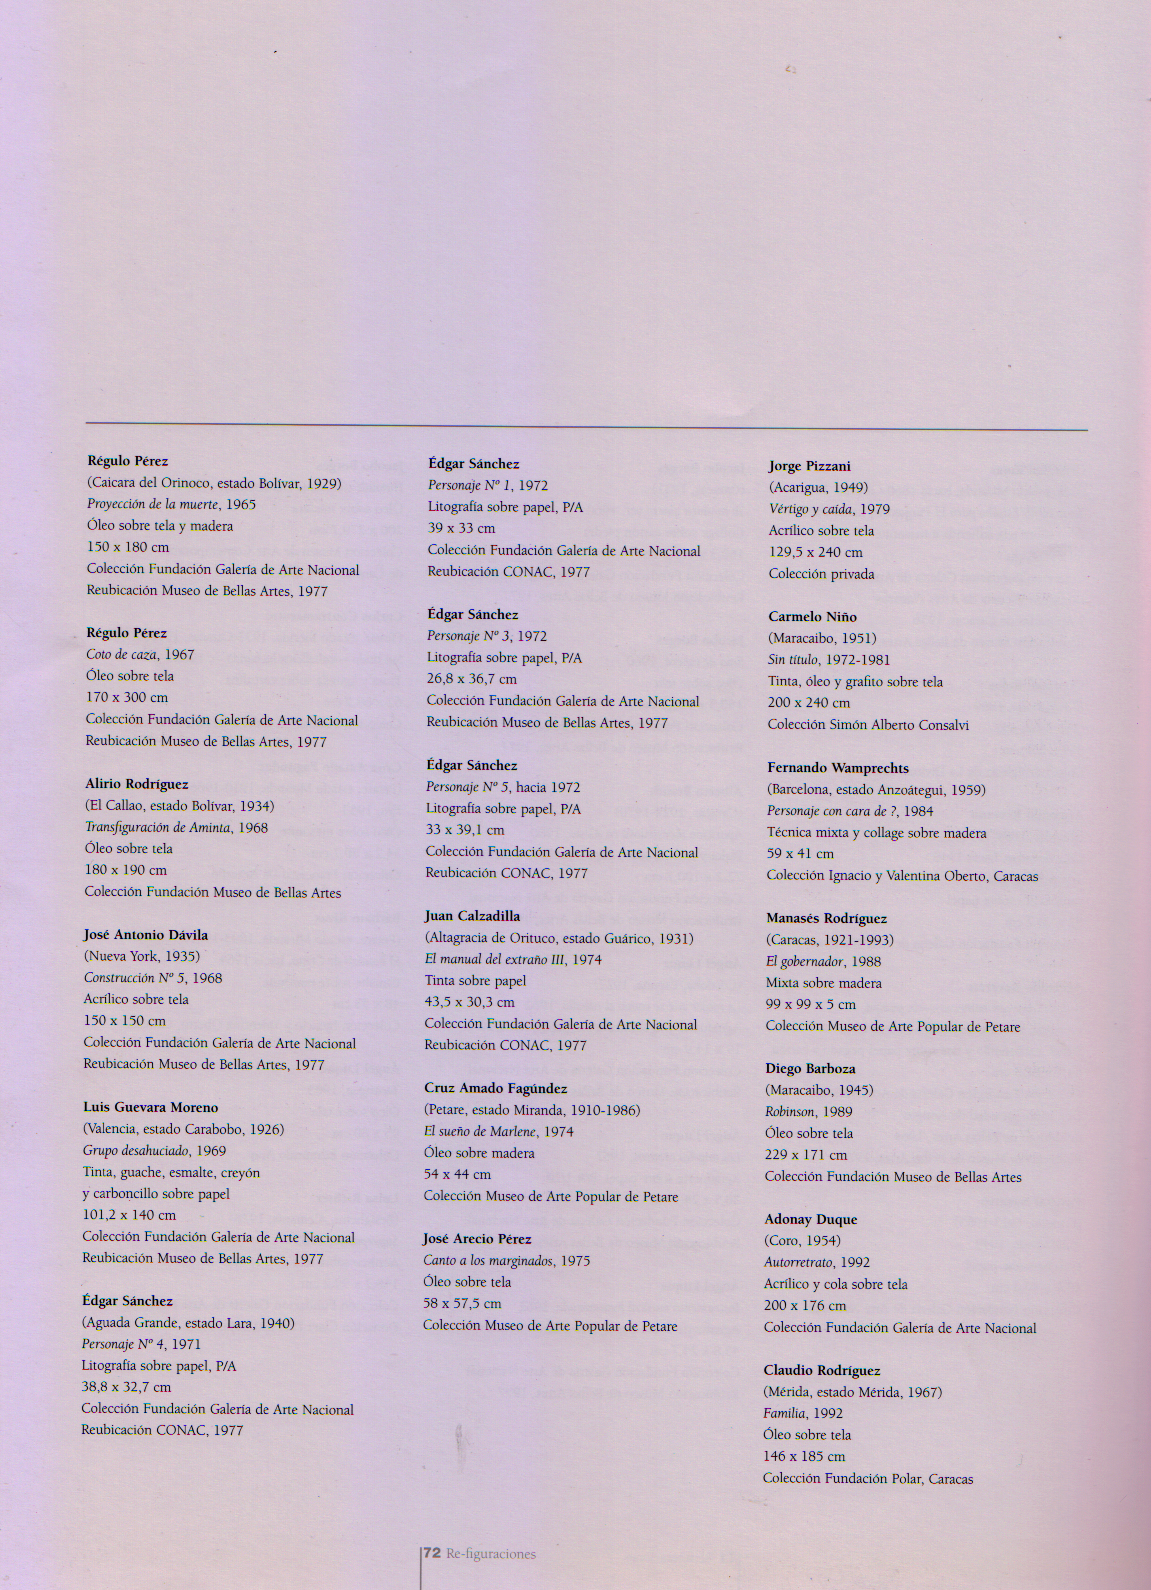 Régulo Pérez
(Caicara del Orinoco, estado Bolívar, 1929)
Proyección de la muerte, 1965
Óleo sobre tela y madera
150 x 180 cm
Colección Fundación Galería de Arte Nacional
Reubicación Museo de Bellas Artes, 1977
Régulo Pérez
Coto de caza, 1967
Óleo sobre tela
170 x 300 cm
Colección Fundación Galería de Arte Nacional
Reubicación Museo de Bellas Artes, 1977
Alirio Rodríguez
(El Callao, estado Bolívar, 1934)
Transfiguración de Aminta, 1968
Óleo sobre tela
180 x 190 cm
Colección Fundación Museo de Bellas Artes
José Antonio Dávila
(Nueva York, 1935)
Construcción Nº 5, 1968
Acrílico sobre tela
150 x 150 cm
Colección Fundación Galería de Arte Nacional
Reubicación Museo de Bellas Artes, 1977
Luis Guevara Moreno
(Valencia, estado Carabobo, 1926)
Grupo desahuciado, 1969
Tinta, guache, esmalte, creyón
y carboncillo sobre papel
101,2 x 140 cm
Colección Fundación Galería de Arte Nacional
Reubicación Museo de Bellas Artes, 1977
Édgar Sánchez
(Aguada Grande, estado Lara, 1940)
Personaje Nº 4, 1971
Litografía sobre papel, P/A
38,8 x 32,7 cm
Colección Fundación Galería de Arte Nacional
Reubicación CONAC, 1977
Édgar Sánchez
Personaje Nº 1, 1972
Litografía sobre papel, P/A
39 x 33 cm
Colección Fundación Galería de Arte Nacional
Reubicación CONAC, 1977
Édgar Sánchez
Personaje Nº 3, 1972
Litografía sobre papel, P/A
26,8 x 36,7 cm
Colección Fundación Galería de Arte Nacional
Reubicación Museo de Bellas Artes, 1977
Édgar Sánchez
Personaje Nº 5, hacia 1972
Litografía sobre papel, P/A
33 x 39,1 cm
Colección Fundación Galería de Arte Nacional
Reubicación CONAC, 1977
Juan Calzadilla
(Altagracia de Orituco, estado Guárico, 1931)
El manual del extraño III, 1974
Tinta sobre papel
43,5 x 30,3 cm
Colección Fundación Galería de Arte Nacional
Reubicación CONAC, 1977
Cruz Amado Fagúndez
(Petare, estado Miranda, 1910-1986)
El sueño de Marlene, 1974
Óleo sobre madera
54 x 44 cm
Colección Museo de Arte Popular de Petare
José Arecio Pérez
Canto a los marginados, 1975
Óleo sobre tela
58 x 57,5 cm
Colección Museo de Arte Popular de Petare
Jorge Pizzani
(Acarigua, 1949)
Vértigo y caída, 1979
Acrílico sobre tela
129,5 x 240 cm
Colección privada
Carmelo Niño
(Maracaibo, 1951)
Sin título, 1972-1981
Tinta, óleo y grafito sobre tela
200 x 240 cm
Colección Simón Alberto Consalvi
Fernando Wamprechts
(Barcelona, estado Anzoátegui, 1959)
Personaje con cara de ?, 1984
Técnica mixta y collage sobre madera
59 x 41 cm
Colección Ignacio y Valentina Oberto, Caracas
Manasés Rodríguez
(Caracas, 1921-1993)
El gobernador, 1988
Mixta sobre madera
99 x 99 x 5 cm
Colección Museo de Arte Popular de Petare
Diego Barboza
(Maracaibo, 1945)
Robinson, 1989
Óleo sobre tela
229 x 171 cm
Colección Fundación Museo de Bellas Artes
Adonay Duque
(Coro, 1954)
Autorretrato, 1992
Acrílico y cola sobre tela
200 x 176 cm
Colección Fundación Galería de Arte Nacional
Claudio Rodríguez
(Mérida, estado Mérida, 1967)
Familia, 1992
Óleo sobre tela
146 x 185 cm
Colección Fundación Polar, Caracas
72 Re-figuraciones